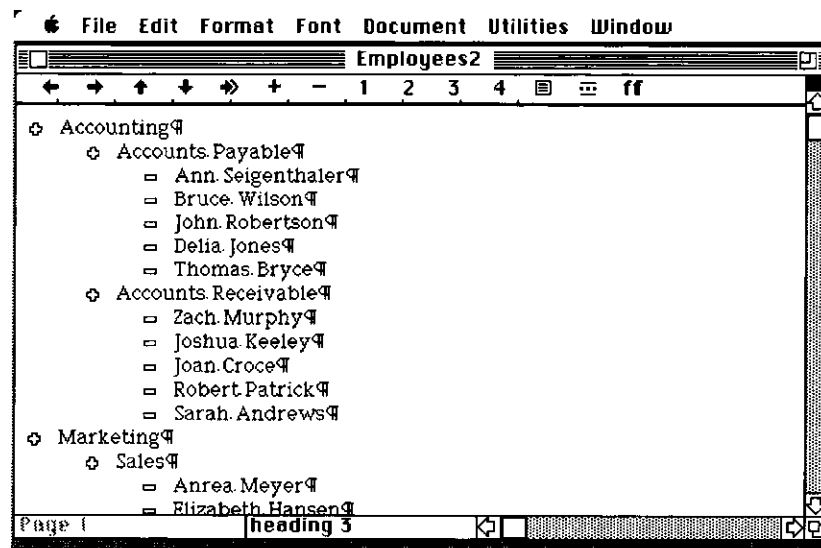 File Edit Format Font Document Utilities Window
Employees2
+ − 1 2 3 4 ff
Accounting¶
Accounts.Payable¶
Ann.Seigenthaler¶
Bruce.Wilson¶
John.Robertson¶
Delia.Jones¶
Thomas.Bryce¶
Accounts.Receivable¶
Zach.Murphy¶
Joshua.Keeley¶
Joan.Croce¶
Robert.Patrick¶
Sarah.Andrews¶
Marketing¶
Sales¶
Anrea.Meyer¶
Elizabeth.Hansen¶
Page 1 heading 3